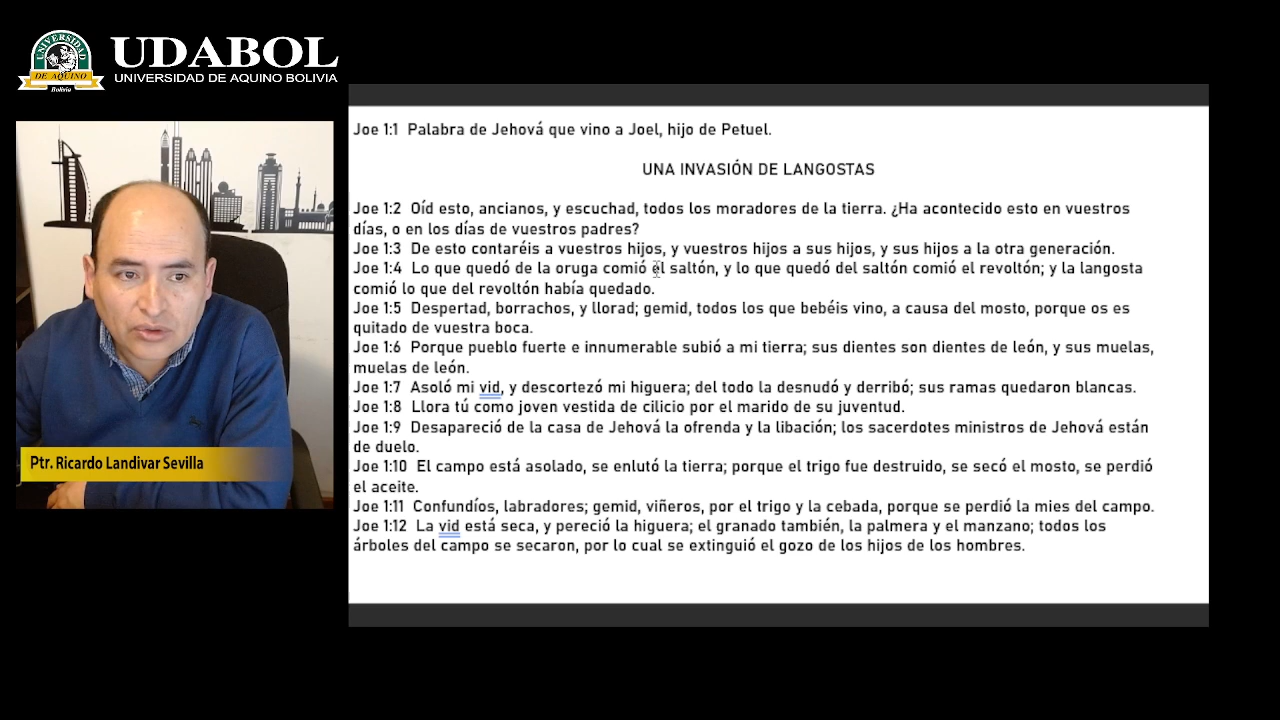 UNIVERSIDAD
DE AQUINO
Bolivia
UDABOL
UNIVERSIDAD DE AQUINO BOLIVIA
Joe 1:1 Palabra de Jehová que vino a Joel, hijo de Petuel.
UNA INVASIÓN DE LANGOSTAS
Joe 1:2 Oíd esto, ancianos, y escuchad, todos los moradores de la tierra. ¿Ha acontecido esto en vuestros
días, o en los días de vuestros padres?
Joe 1:3 De esto contaréis a vuestros hijos, y vuestros hijos a sus hijos, y sus hijos a la otra generación.
Joe 1:4 Lo que quedó de la oruga comió el saltón, y lo que quedó del saltón comió el revoltón; y la langosta
comió lo que del revoltón había quedado.
Joe 1:5 Despertad, borrachos, y llorad; gemid, todos los que bebéis vino, a causa del mosto, porque os es
quitado de vuestra boca.
Joe 1:6 Porque pueblo fuerte e innumerable subió a mi tierra; sus dientes son dientes de león, y sus muelas,
muelas de león.
Joe 1:7 Asoló mi vid, y descortezó mi higuera; del todo la desnudó y derribó; sus ramas quedaron blancas.
Joe 1:8 Llora tú como joven vestida de cilicio por el marido de su juventud.
Joe 1:9 Desapareció de la casa de Jehová la ofrenda y la libación; los sacerdotes ministros de Jehová están
de duelo.
Joe 1:10 El campo está asolado, se enlutó la tierra; porque el trigo fue destruido, se secó el mosto, se perdió
el aceite.
Joe 1:11 Confundíos, labradores; gemid, viñeros, por el trigo y la cebada, porque se perdió la mies del campo.
Joe 1:12 La vid está seca, y pereció la higuera; el granado también, la palmera y el manzano; todos los
árboles del campo se secaron, por lo cual se extinguió el gozo de los hijos de los hombres.
Ptr. Ricardo Landivar Sevilla